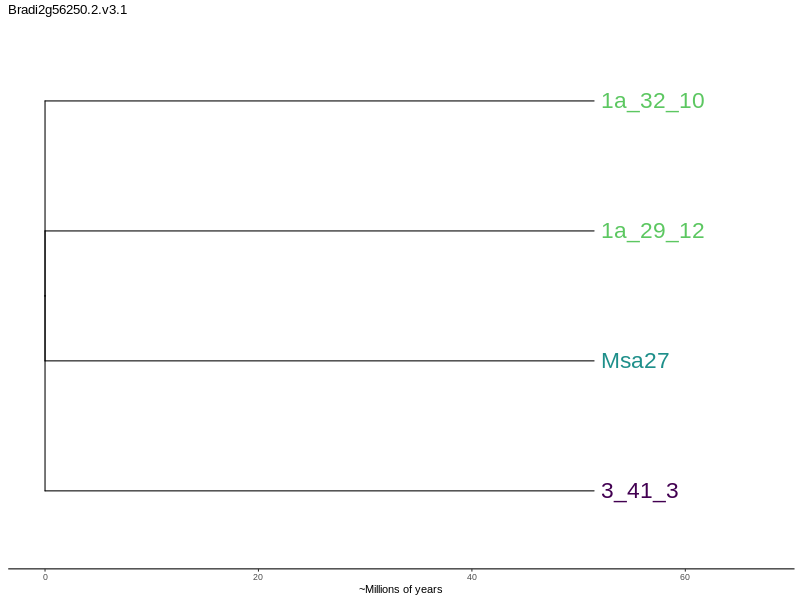 Bradi2g56250.2.v3.1
1a_32_10
1a_29_12
Msa27
3_41_3
0 20 40 60
~Millions of years